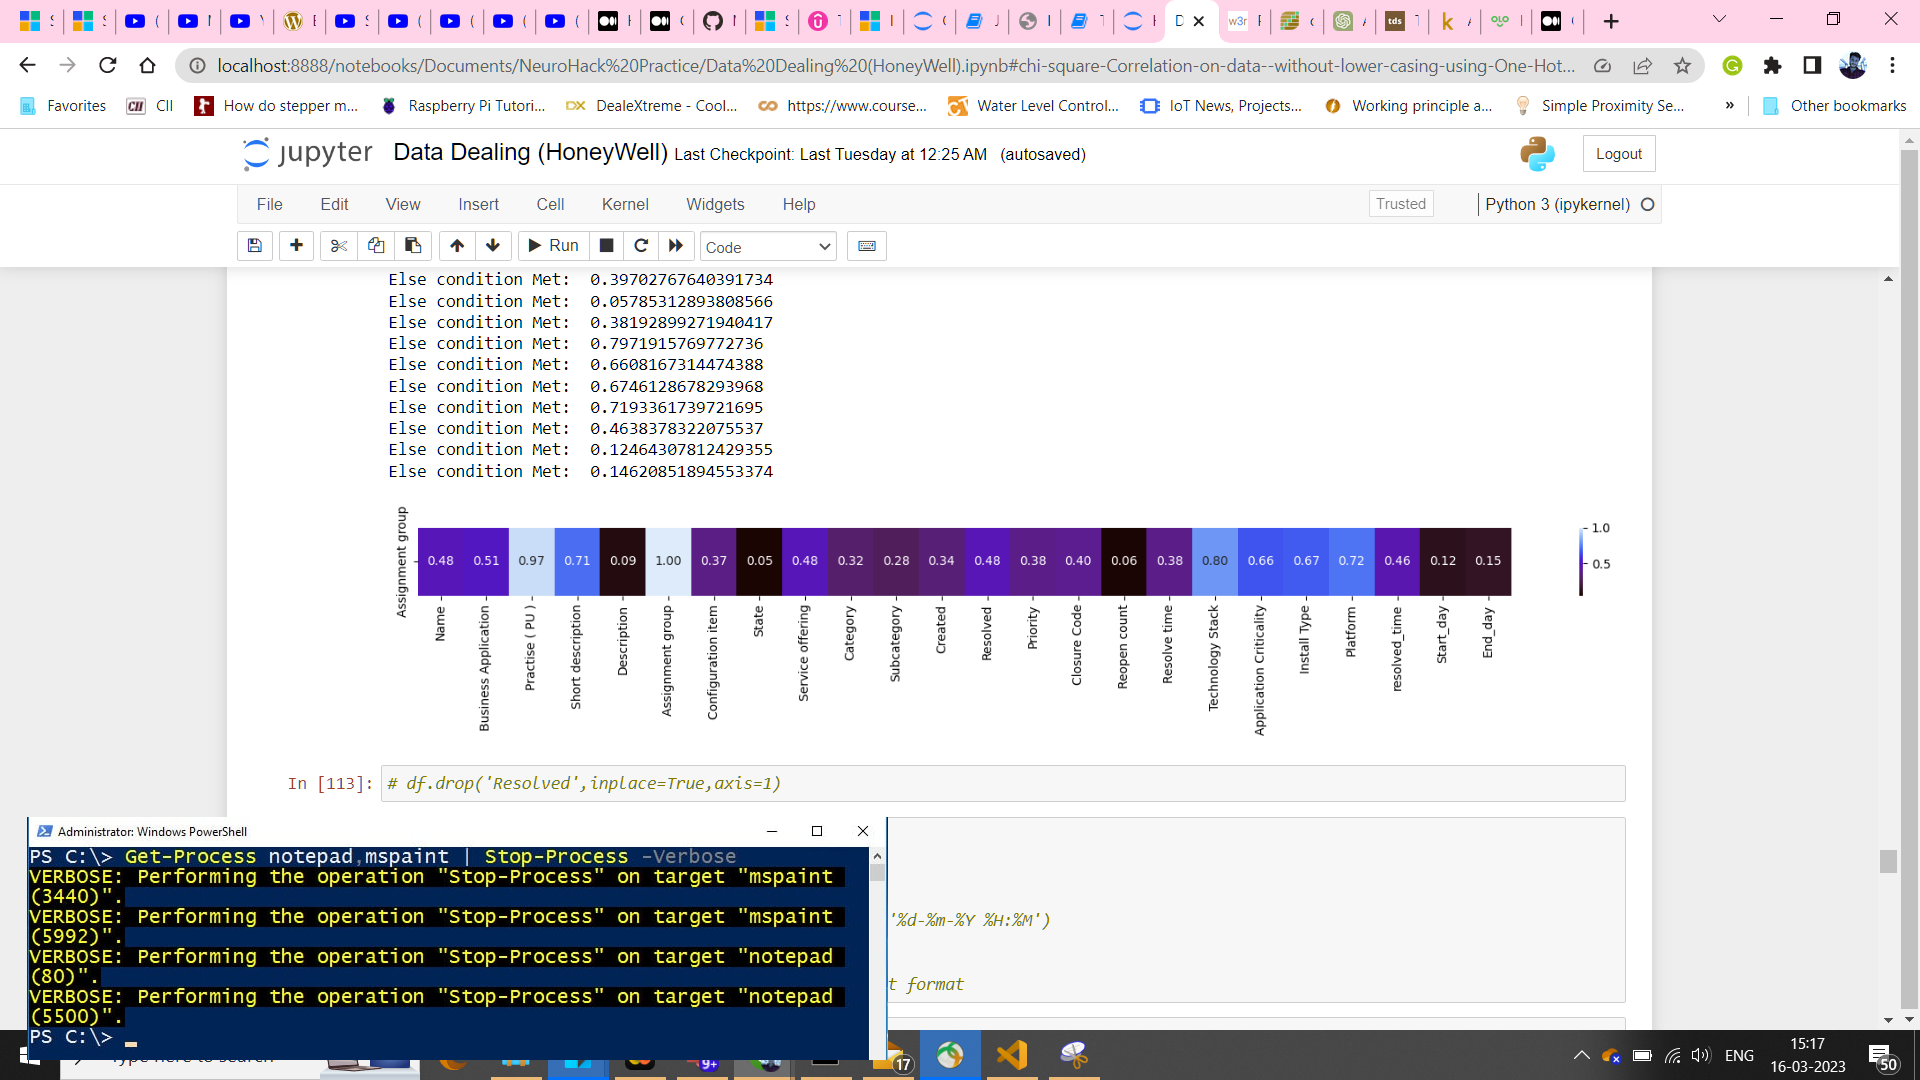 localhost:8888/notebooks/Documents/NeuroHack%20Practice/Data%20Dealing%20(HoneyWell).ipynb#chi-square-Correlation-on-data--without-lower-casing-using-One-Hot...
Favorites
CII
How do stepper m...
Raspberry Pi Tutori...
DealeXtreme - Cool...
https://www.course...
Water Level Control...
IoT News, Projects...
Working principle a...
Simple Proximity Se...
»
Other bookmarks
jupyter Data Dealing (HoneyWell) Last Checkpoint: Last Tuesday at 12:25 AM (autosaved)
Logout
File Edit View Insert Cell Kernel Widgets Help
Trusted
Python 3 (ipykernel)
Run
Code
Else condition Met: 0.39702767640391734
Else condition Met: 0.05785312893808566
Else condition Met: 0.38192899271940417
Else condition Met: 0.7971915769772736
Else condition Met: 0.6608167314474388
Else condition Met: 0.6746128678293968
Else condition Met: 0.7193361739721695
Else condition Met: 0.4638378322075537
Else condition Met: 0.12464307812429355
Else condition Met: 0.14620851894553374
Assignment group
0.48 0.51 0.97 0.71 0.09 1.00 0.37 0.05 0.48 0.32 0.28 0.34 0.48 0.38 0.40 0.06 0.38 0.80 0.66 0.67 0.72 0.46 0.12 0.15
1.0
0.5
Name
Business Application
Practise ( PU )
Short description
Description
Assignment group
Configuration item
State
Service offering
Category
Subcategory
Created
Resolved
Priority
Closure Code
Reopen count
Resolve time
Technology Stack
Application Criticality
Install Type
Platform
resolved_time
Start_day
End_day
In [113]: # df.drop('Resolved',inplace=True,axis=1)
'%d-%m-%Y %H:%M')
t format
Administrator: Windows PowerShell
PS C:\> Get-Process notepad,mspaint | Stop-Process -Verbose
VERBOSE: Performing the operation "Stop-Process" on target "mspaint
(3440)".
VERBOSE: Performing the operation "Stop-Process" on target "mspaint
(5992)".
VERBOSE: Performing the operation "Stop-Process" on target "notepad
(80)".
VERBOSE: Performing the operation "Stop-Process" on target "notepad
(5500)".
PS C:\>
9+
17
ENG
15:17
16-03-2023
50